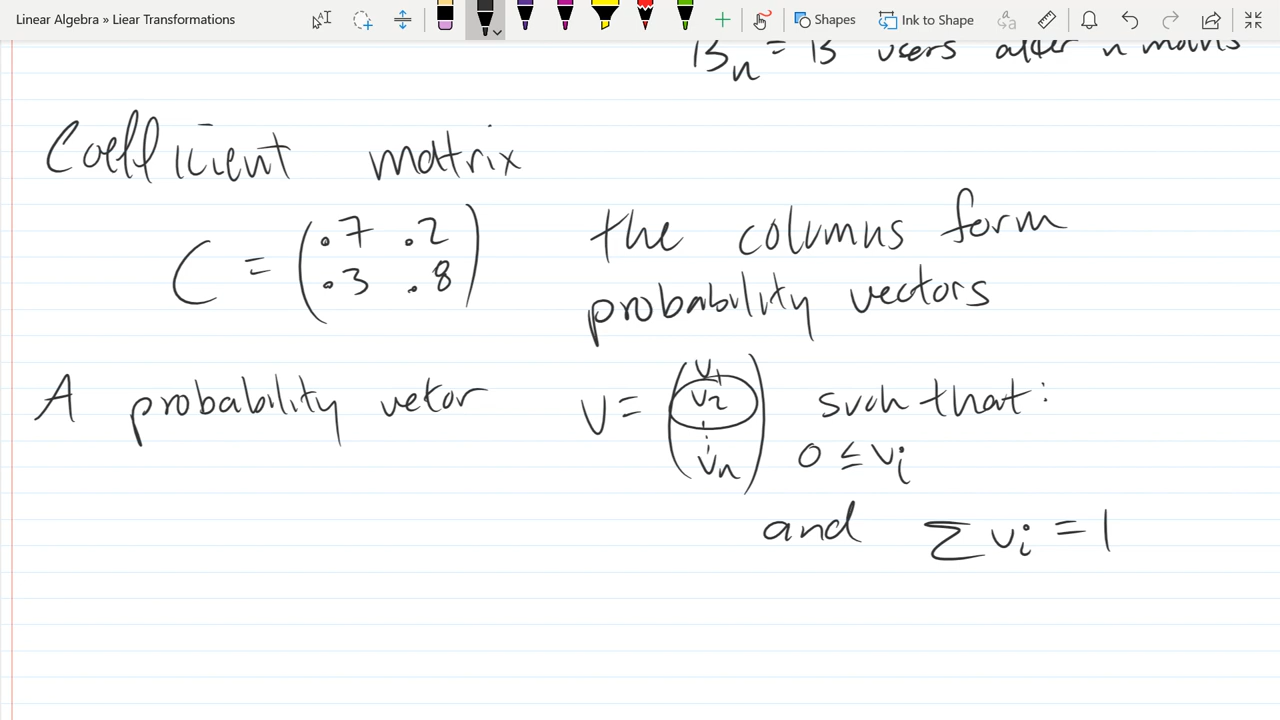 Linear Algebra » Liear Transformations
Shapes
Ink to Shape
Bn = B users after n months
Coefficient matrix
C = (.7 .2
.3 .8)
the columns form
probability vectors
A probability vetor
V = (v1
v2
⋮
vn)
such that:
0 ≤ vi
and Σ vi = 1